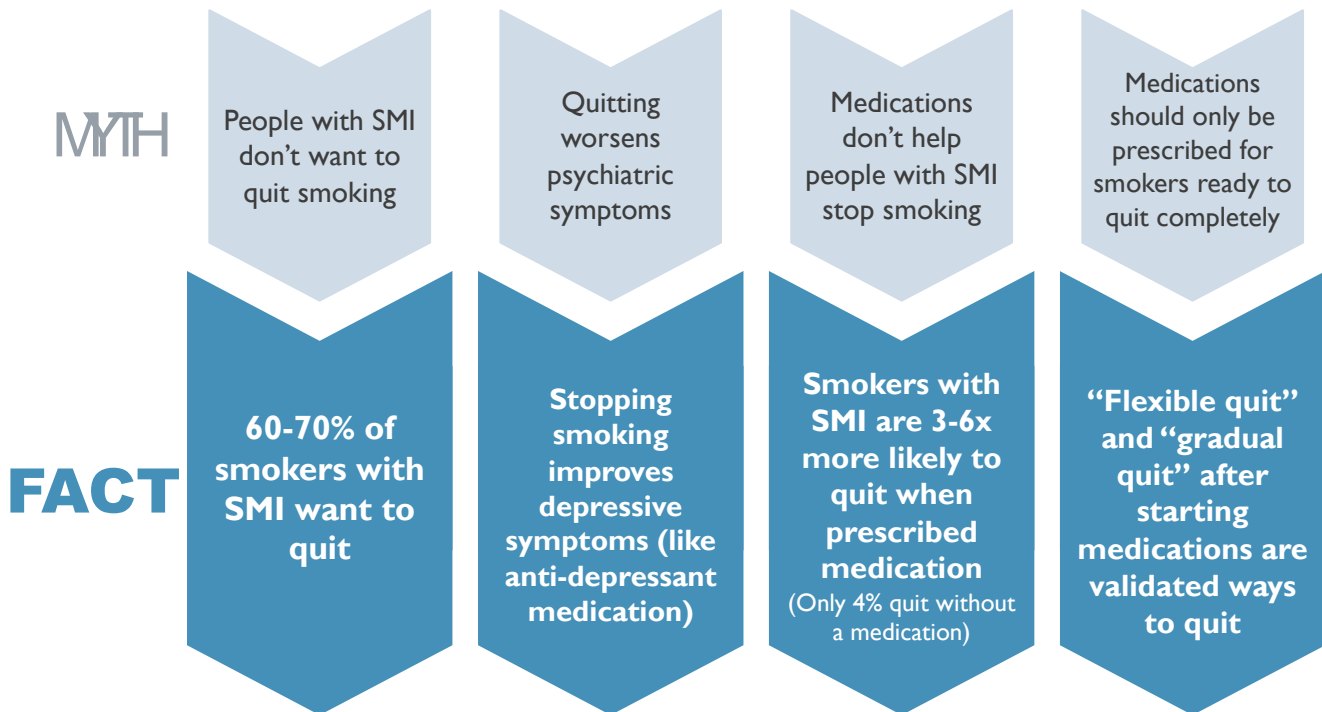 MYTH
People with SMI
don't want to
quit smoking
Quitting
worsens
psychiatric
symptoms
Medications
don't help
people with SMI
stop smoking
Medications
should only be
prescribed for
smokers ready to
quit completely
FACT
60-70% of
smokers with
SMI want to
quit
Stopping
smoking
improves
depressive
symptoms (like
anti-depressant
medication)
Smokers with
SMI are 3-6x
more likely to
quit when
prescribed
medication
(Only 4% quit without
a medication)
“Flexible quit”
and “gradual
quit” after
starting
medications are
validated ways
to quit